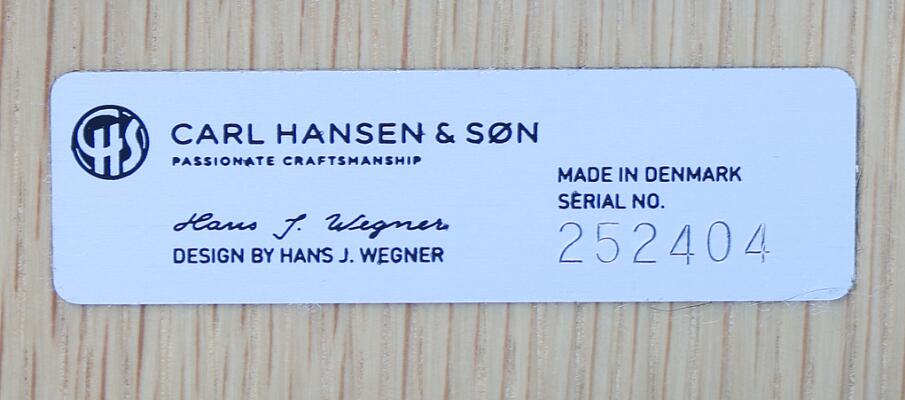 CHS
CARL HANSEN & SØN
PASSIONATE CRAFTSMANSHIP
Hans J. Wegner
DESIGN BY HANS J. WEGNER
MADE IN DENMARK
SERIAL NO.
252404